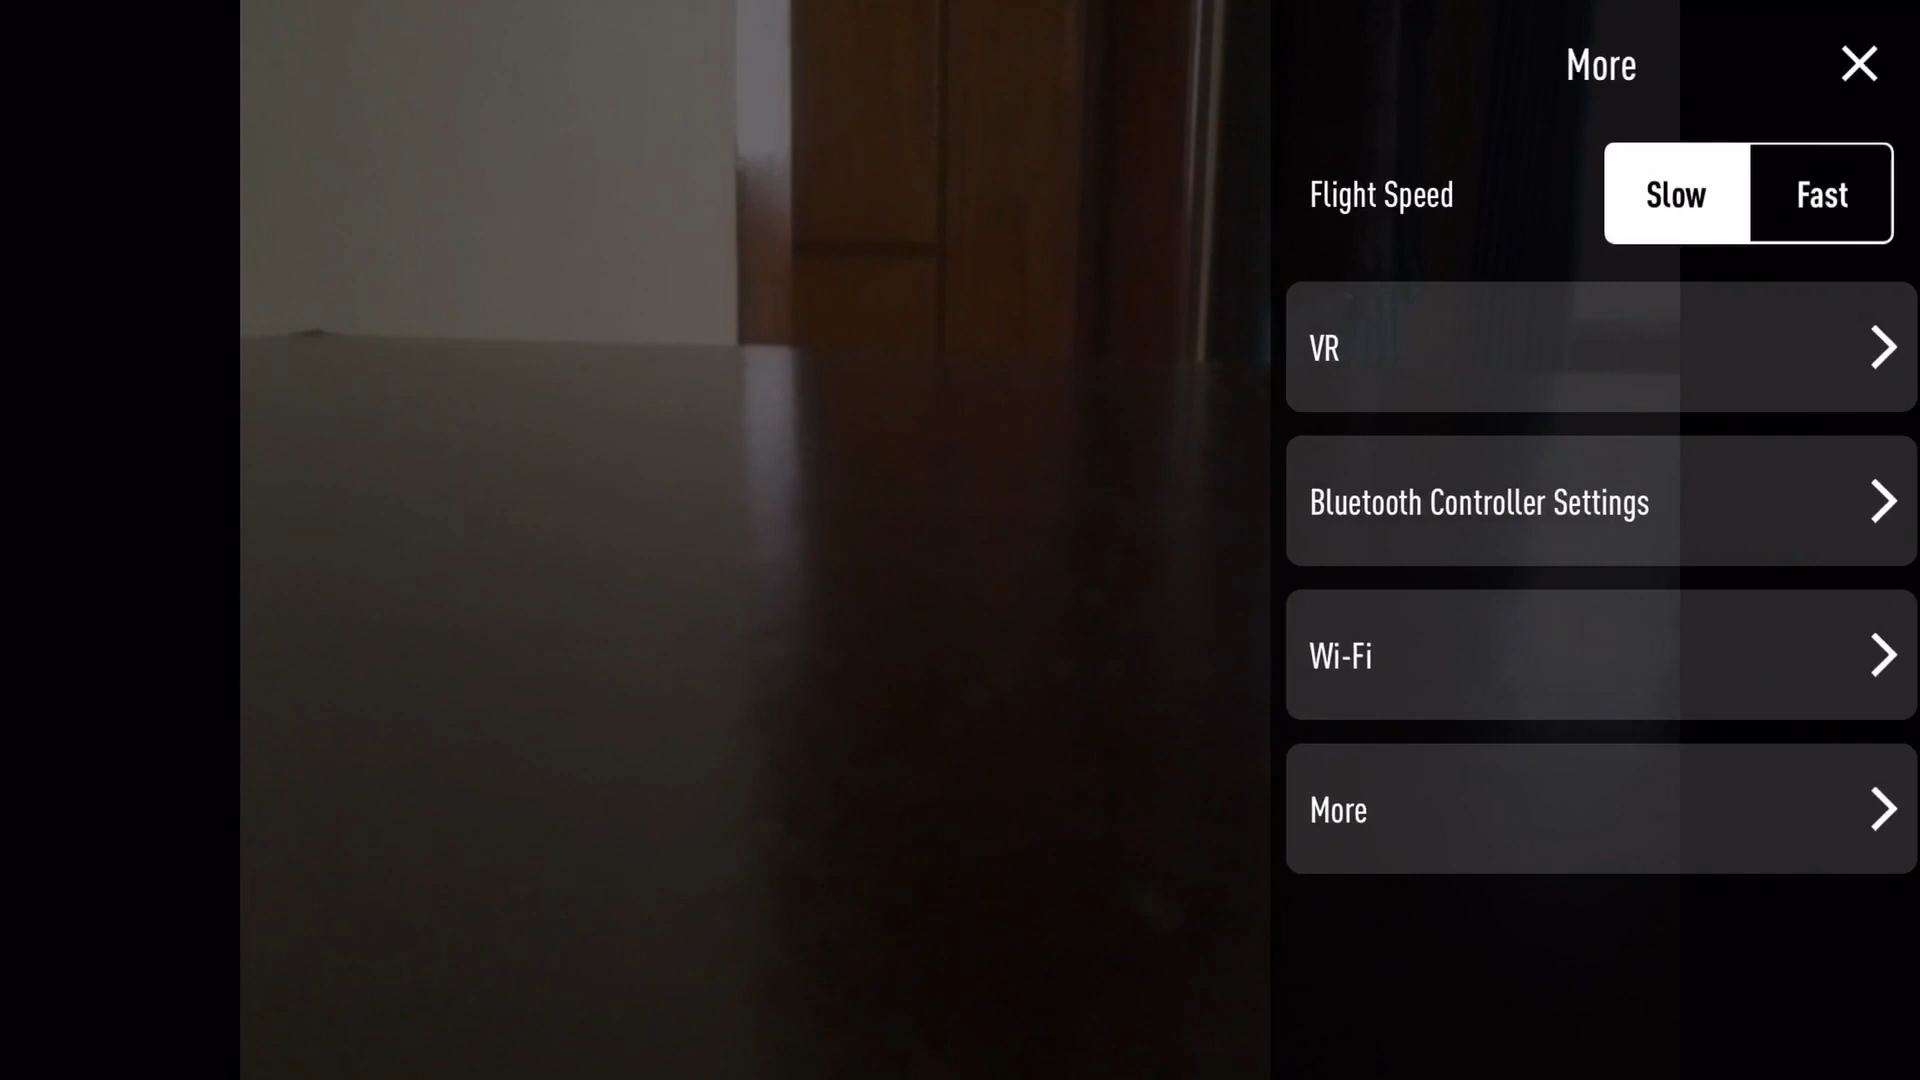 More
Flight Speed
Slow
Fast
VR
Bluetooth Controller Settings
Wi-Fi
More